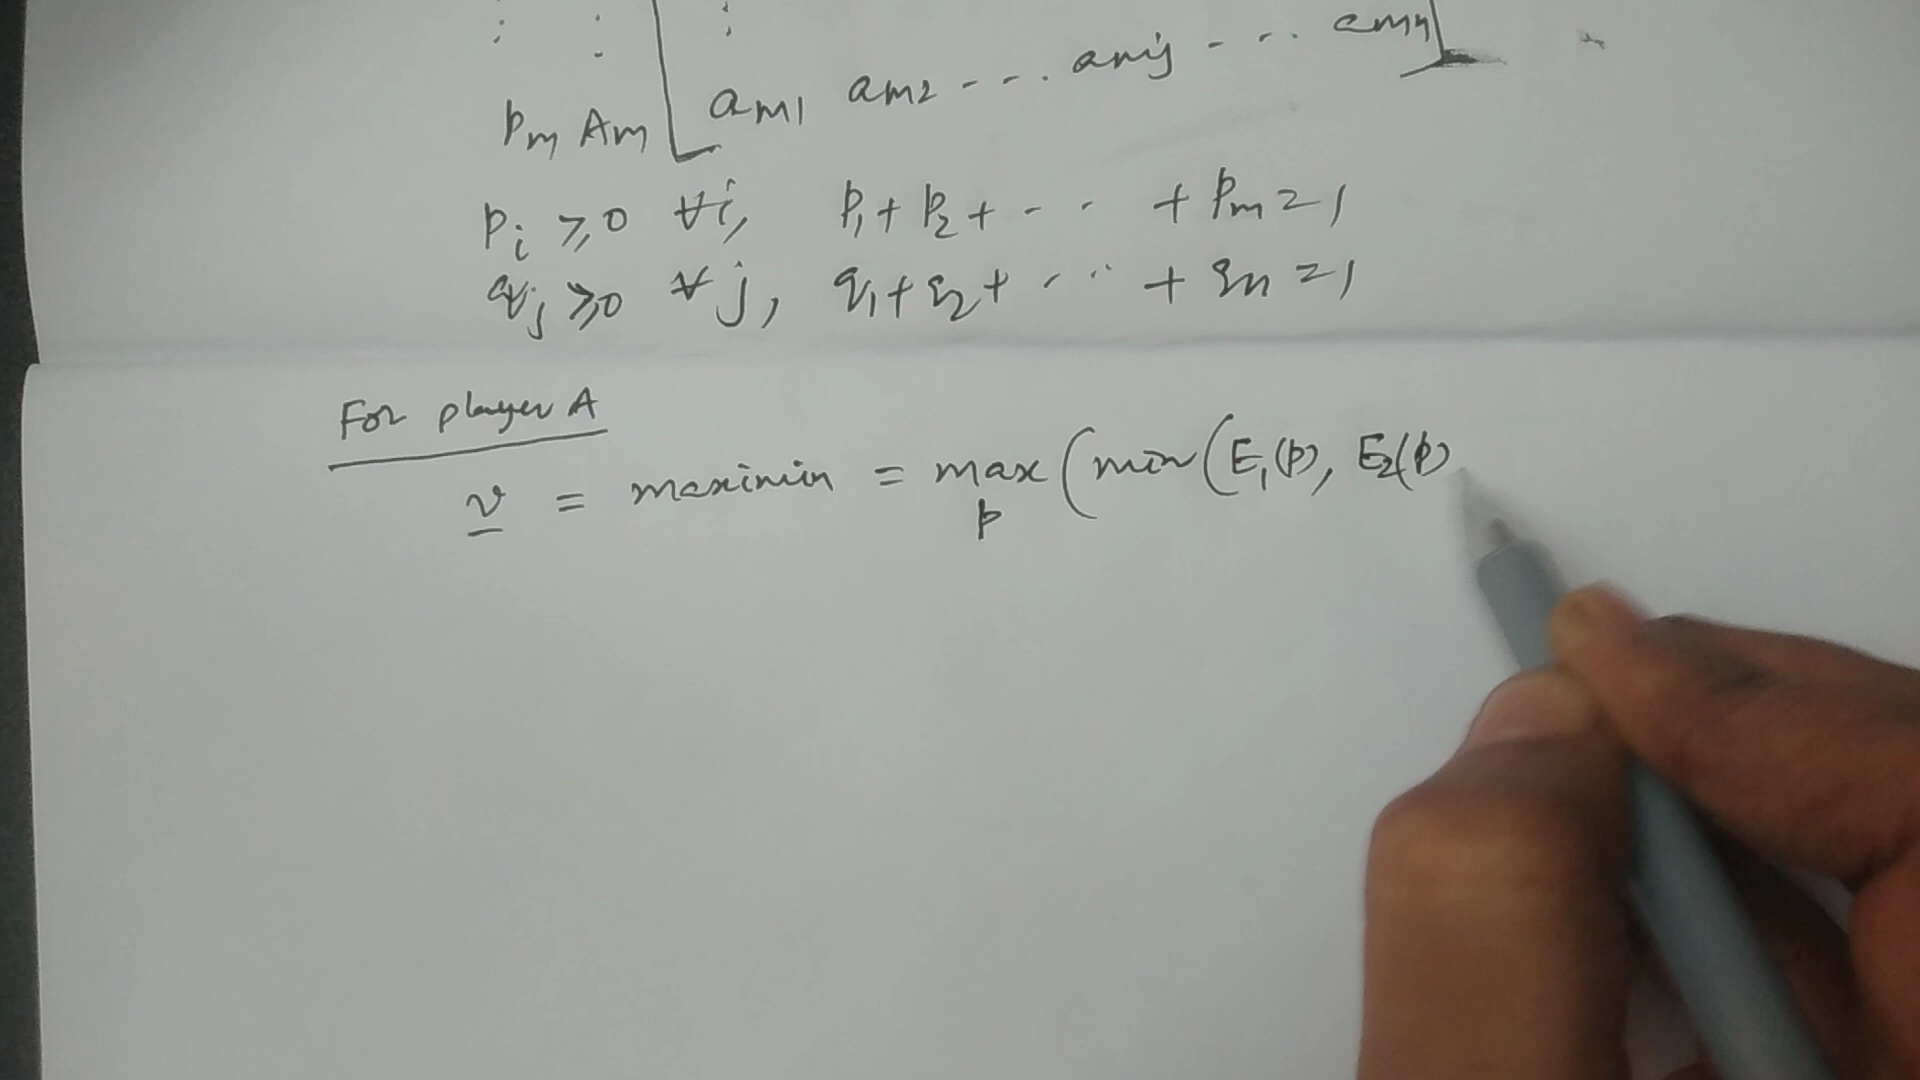 ⋮ ⋮ ⋮
pm Am am1 am2 - - . . amj - - . . amn
pi ≥ 0 ∀i, p1 + p2 + - - + pm = 1
qj ≥ 0 ∀j, q1 + q2 + - .. + qn = 1
For player A
v = maximin = max (min (E1(p), E2(p)
p